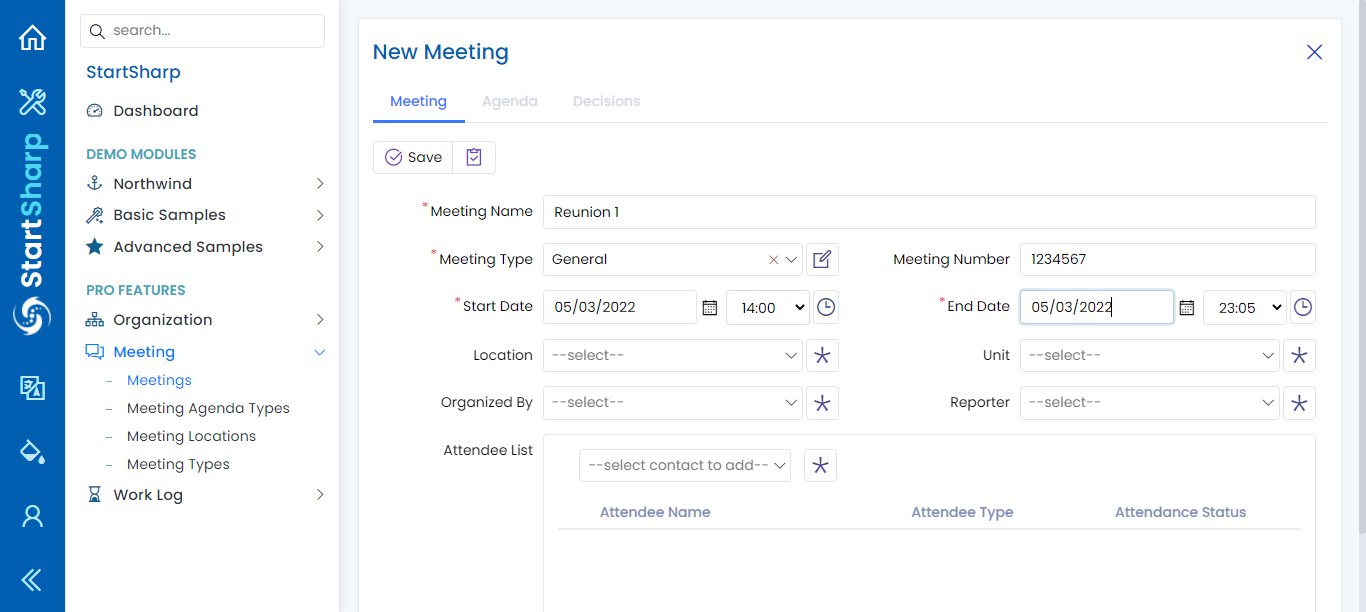 search...
StartSharp
Dashboard
DEMO MODULES
Northwind
Basic Samples
Advanced Samples
PRO FEATURES
Organization
Meeting
Meetings
Meeting Agenda Types
Meeting Locations
Meeting Types
Work Log
StartSharp
New Meeting
Meeting Agenda Decisions
Save
*Meeting Name Reunion 1
*Meeting Type General Meeting Number 1234567
*Start Date 05/03/2022 14:00 *End Date 05/03/2022 23:05
Location --select-- Unit --select--
Organized By --select-- Reporter --select--
Attendee List
--select contact to add--
Attendee Name Attendee Type Attendance Status